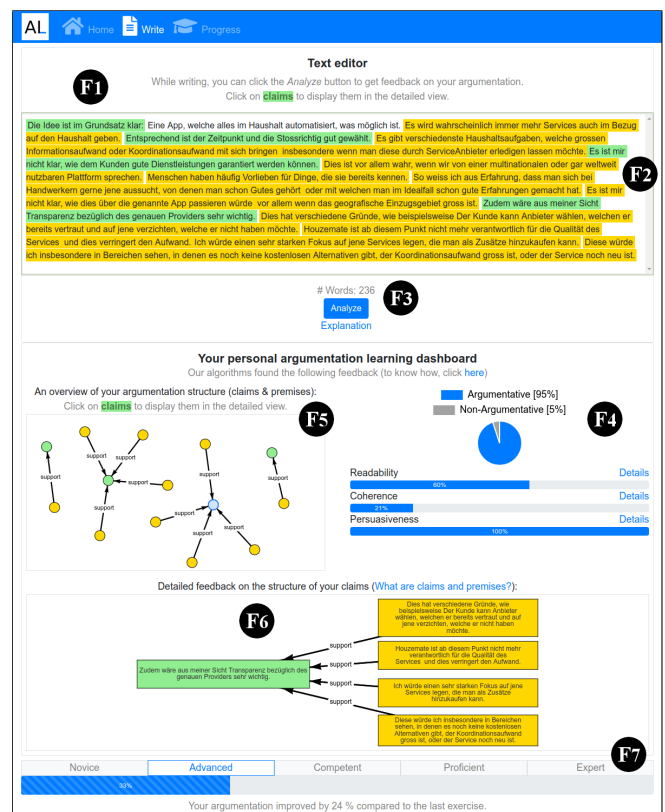 AL Home Write Progress
Text editor
While writing, you can click the Analyze button to get feedback on your argumentation.
Click on claims to display them in the detailed view.
F1
Die Idee ist im Grundsatz klar: Eine App, welche alles im Haushalt automatisiert, was möglich ist. Es wird wahrscheinlich immer mehr Services auch im Bezug
auf den Haushalt geben. Entsprechend ist der Zeitpunkt und die Stossrichtig gut gewählt. Es gibt verschiedenste Haushaltsaufgaben, welche grossen
Informationsaufwand oder Koordinationsaufwand mit sich bringen insbesondere wenn man diese durch ServiceAnbieter erledigen lassen möchte. Es ist mir
nicht klar, wie dem Kunden gute Dienstleistungen garantiert werden können. Dies ist vor allem wahr, wenn wir von einer multinationalen oder gar weltweit
nutzbaren Plattform sprechen. Menschen haben häufig Vorlieben für Dinge, die sie bereits kennen. So weiss ich aus Erfahrung, dass man sich bei
Handwerkern gerne jene aussucht, von denen man schon Gutes gehört oder mit welchen man im Idealfall schon gute Erfahrungen gemacht hat. Es ist mir
nicht klar, wie dies über die genannte App passieren würde vor allem wenn das geografische Einzugsgebiet gross ist. Zudem wäre aus meiner Sicht
Transparenz bezüglich des genauen Providers sehr wichtig. Dies hat verschiedene Gründe, wie beispielsweise Der Kunde kann Anbieter wählen, welchen er
bereits vertraut und auf jene verzichten, welche er nicht haben möchte. Houzemate ist ab diesem Punkt nicht mehr verantwortlich für die Qualität des
Services und dies verringert den Aufwand. Ich würde einen sehr starken Fokus auf jene Services legen, die man als Zusätze hinzukaufen kann. Diese würde
ich insbesondere in Bereichen sehen, in denen es noch keine kostenlosen Alternativen gibt, der Koordinationsaufwand gross ist, oder der Service noch neu ist.
F2
# Words: 236
Analyze
Explanation
F3
Your personal argumentation learning dashboard
Our algorithms found the following feedback (to know how, click here)
An overview of your argumentation structure (claims & premises):
Click on claims to display them in the detailed view.
F5
support
support
support
support
support
support
support
support
support
support
Argumentative [95%]
Non-Argumentative [5%]
F4
Readability Details
60%
Coherence Details
21%
Persuasiveness Details
100%
Detailed feedback on the structure of your claims (What are claims and premises?):
F6
Zudem wäre aus meiner Sicht Transparenz bezüglich des
genauen Providers sehr wichtig.
support
support
support
support
Dies hat verschiedene Gründe, wie
beispielsweise Der Kunde kann Anbieter
wählen, welchen er bereits vertraut und auf
jene verzichten, welche er nicht haben
möchte.
Houzemate ist ab diesem Punkt nicht mehr
verantwortlich für die Qualität des
Services und dies verringert den Aufwand.
Ich würde einen sehr starken Fokus auf jene
Services legen, die man als Zusätze
hinzukaufen kann.
Diese würde ich insbesondere in Bereichen
sehen, in denen es noch keine kostenlosen
Alternativen gibt, der Koordinationsaufwand
gross ist, oder der Service noch neu ist.
F7
Novice Advanced Competent Proficient Expert
33%
Your argumentation improved by 24 % compared to the last exercise.